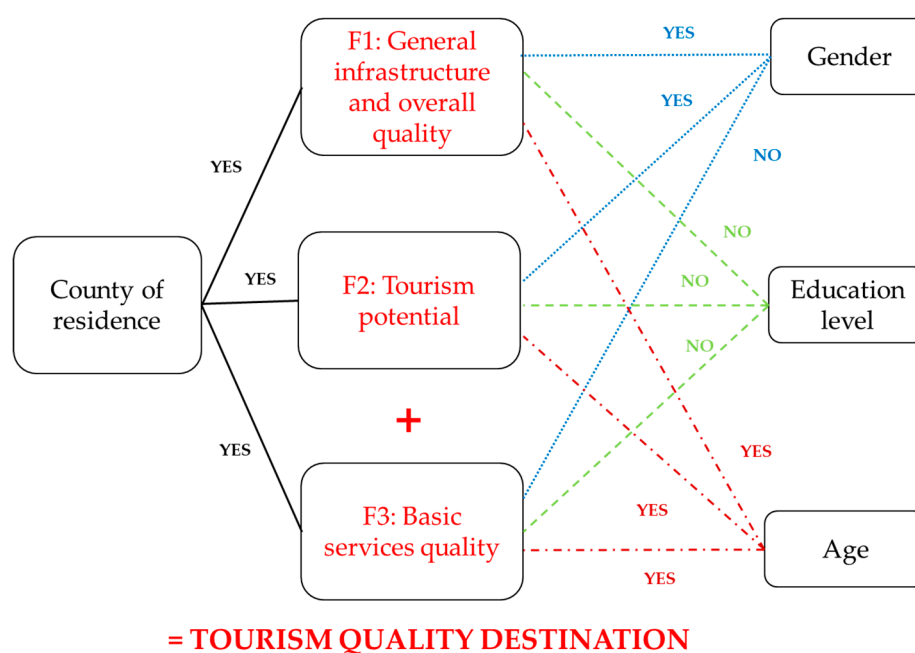 F1: General
infrastructure
and overall
quality
YES
Gender
YES
NO
YES
NO
County of
residence
YES
F2: Tourism
potential
NO
Education
level
NO
+
YES
YES
F3: Basic
services quality
YES
Age
YES
= TOURISM QUALITY DESTINATION